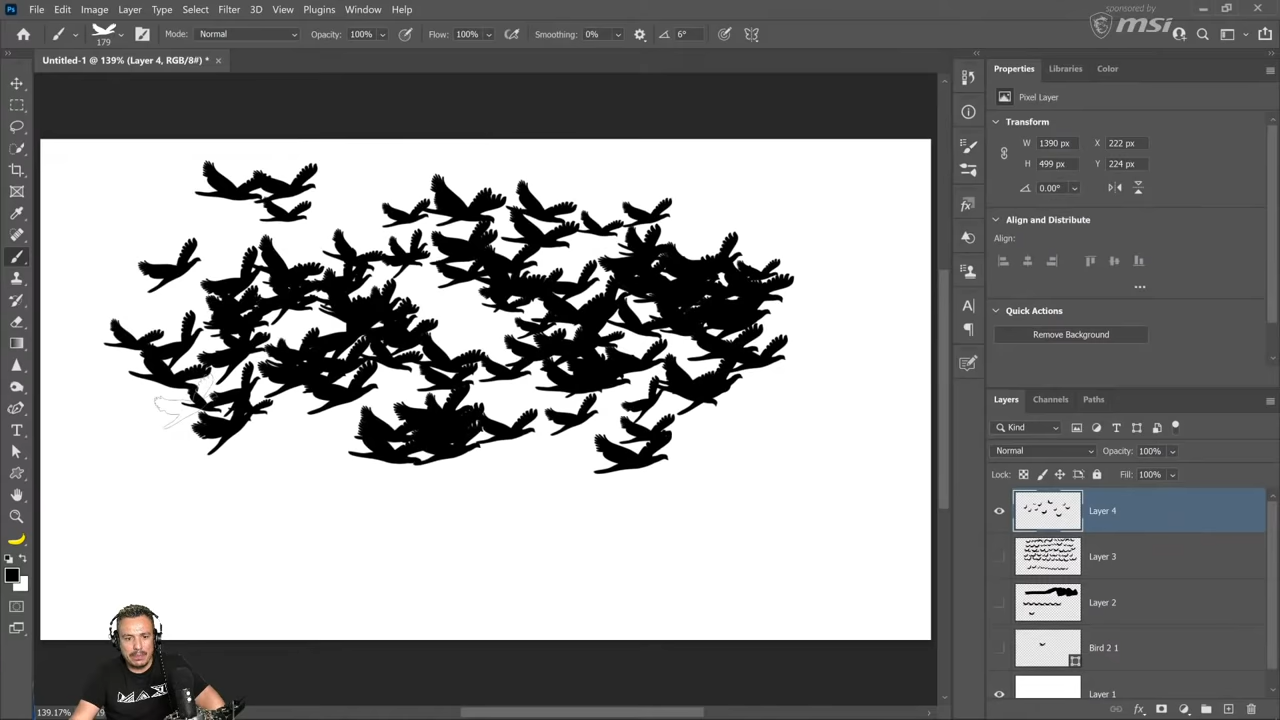 sponsored by
msi
Ps File Edit Image Layer Type Select Filter 3D View Plugins Window Help
179 Mode: Normal Opacity: 100% Flow: 100% Smoothing: 0% 6°
Untitled-1 @ 139% (Layer 4, RGB/8#) *
Properties Libraries Color
Pixel Layer
Transform
W 1390 px X 222 px
H 499 px Y 224 px
0.00°
Align and Distribute
Align:
Quick Actions
Remove Background
Layers Channels Paths
Kind
Normal Opacity: 100%
Lock: Fill: 100%
Layer 4
Layer 3
Layer 2
Bird 2 1
Layer 1
139.17%